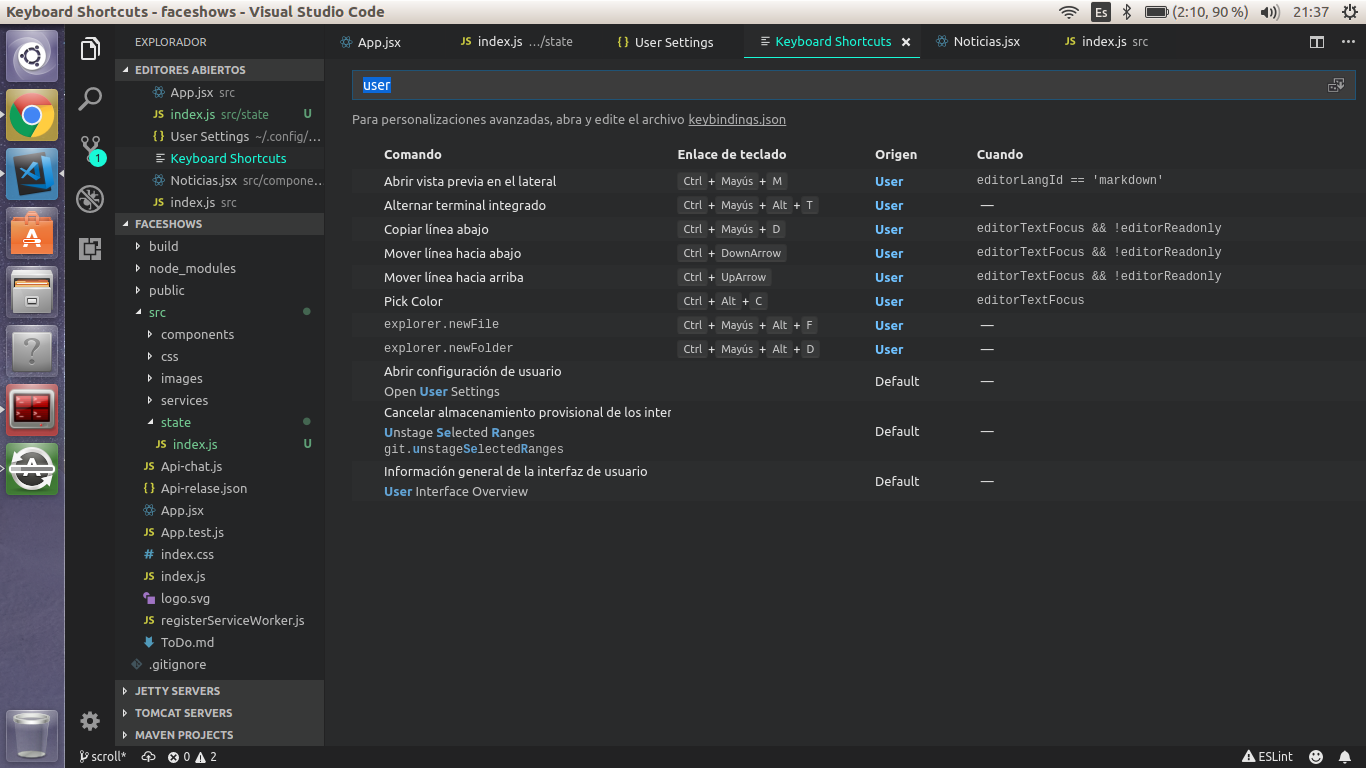 Keyboard Shortcuts - faceshows - Visual Studio Code
Es (2:10, 90 %) 21:37
EXPLORADOR
EDITORES ABIERTOS
App.jsx src
JS index.js src/state U
{ } User Settings ~/.config/...
Keyboard Shortcuts
Noticias.jsx src/compone...
JS index.js src
1
FACESHOWS
build
node_modules
public
src
components
css
images
services
state
JS index.js U
JS Api-chat.js
{ } Api-relase.json
App.jsx
JS App.test.js
# index.css
JS index.js
logo.svg
JS registerServiceWorker.js
ToDo.md
.gitignore
JETTY SERVERS
TOMCAT SERVERS
MAVEN PROJECTS
App.jsx JS index.js .../state { } User Settings Keyboard Shortcuts × Noticias.jsx JS index.js src
user
Para personalizaciones avanzadas, abra y edite el archivo keybindings.json
Comando Enlace de teclado Origen Cuando
Abrir vista previa en el lateral Ctrl + Mayús + M User editorLangId == 'markdown'
Alternar terminal integrado Ctrl + Mayús + Alt + T User —
Copiar línea abajo Ctrl + Mayús + D User editorTextFocus && !editorReadonly
Mover línea hacia abajo Ctrl + DownArrow User editorTextFocus && !editorReadonly
Mover línea hacia arriba Ctrl + UpArrow User editorTextFocus && !editorReadonly
Pick Color Ctrl + Alt + C User editorTextFocus
explorer.newFile Ctrl + Mayús + Alt + F User —
explorer.newFolder Ctrl + Mayús + Alt + D User —
Abrir configuración de usuario
Open User Settings Default —
Cancelar almacenamiento provisional de los inter
Unstage Selected Ranges Default —
git.unstageSelectedRanges
Información general de la interfaz de usuario
User Interface Overview Default —
scroll* 0 2 ESLint